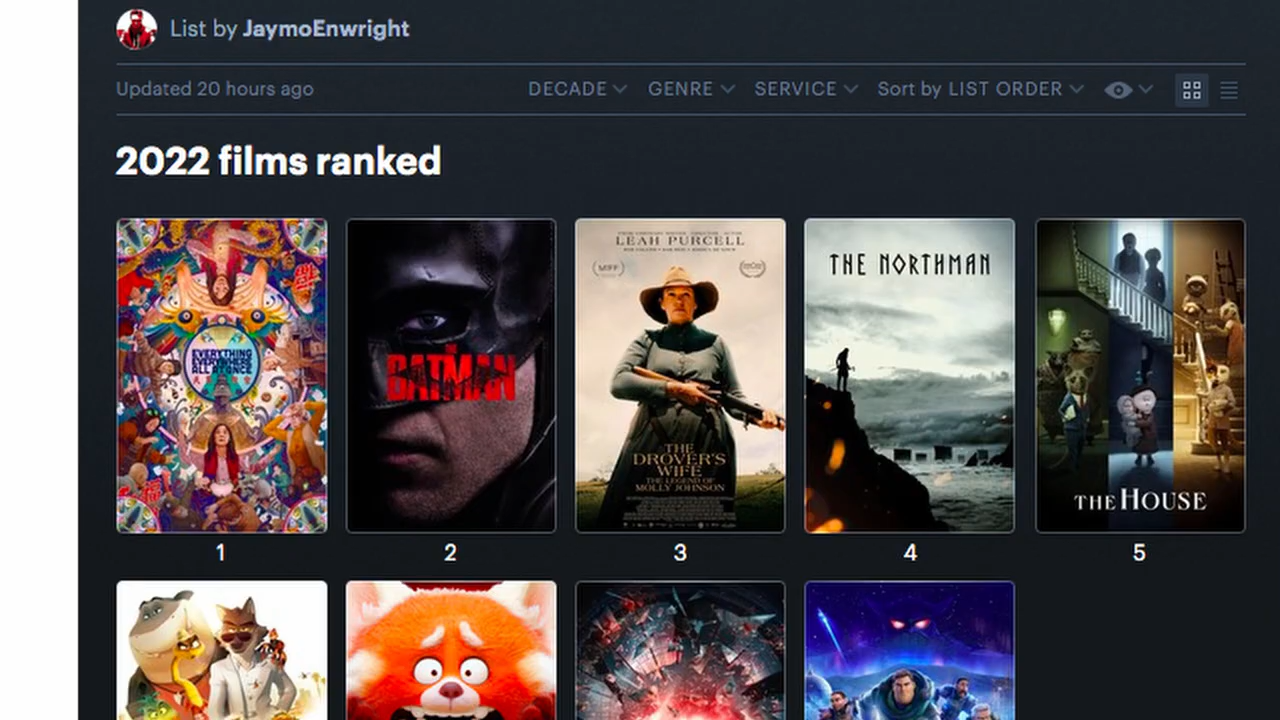 List by JaymoEnwright
Updated 20 hours ago
DECADE
GENRE
SERVICE
Sort by LIST ORDER
2022 films ranked
EVERYTHING
EVERYWHERE
ALL AT ONCE
THE
BATMAN
LEAH PURCELL
MIFF
THE
DROVER'S
WIFE
THE LEGEND OF
MOLLY JOHNSON
THE NORTHMAN
THE HOUSE
1
2
3
4
5